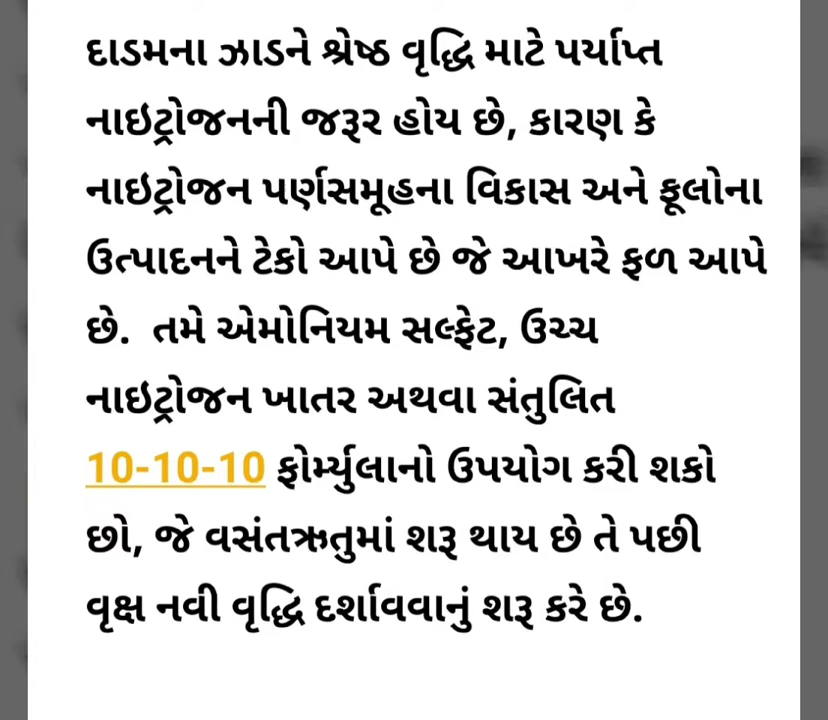 દાડમના ઝાડને શ્રેષ્ઠ વૃદ્ધિ માટે પર્યાપ્ત
નાઇટ્રોજનની જરૂર હોય છે, કારણ કે
નાઇટ્રોજન પર્ણસમૂહના વિકાસ અને ફૂલોના
ઉત્પાદનને ટેકો આપે છે જે આખરે ફળ આપે
છે. તમે એમોનિયમ સલ્ફેટ, ઉચ્ચ
નાઇટ્રોજન ખાતર અથવા સંતુલિત
10-10-10 ફોર્મ્યુલાનો ઉપયોગ કરી શકો
છો, જે વસંતઋતુમાં શરૂ થાય છે તે પછી
વૃક્ષ નવી વૃદ્ધિ દર્શાવવાનું શરૂ કરે છે.